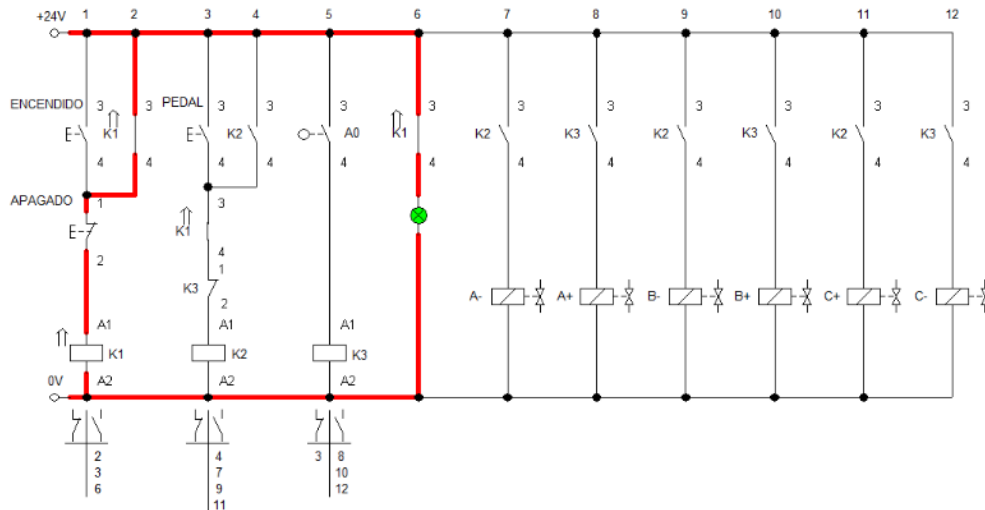 +24V 1 2 3 4 5 6 7 8 9 10 11 12
ENCENDIDO 3 3 PEDAL 3 3 3 3 3 3 3 3 3 3
K1 K2 A0 K1 K2 K3 K2 K3 K2 K3
4 4 4 4 4 4 4 4 4 4 4 4
APAGADO 1 3
K1
2 4
1
K3
2
A- A+ B- B+ C+ C-
A1 A1 A1
K1 K2 K3
0V A2 A2 A2
2 4 3 8
3 7 10
6 9 12
11